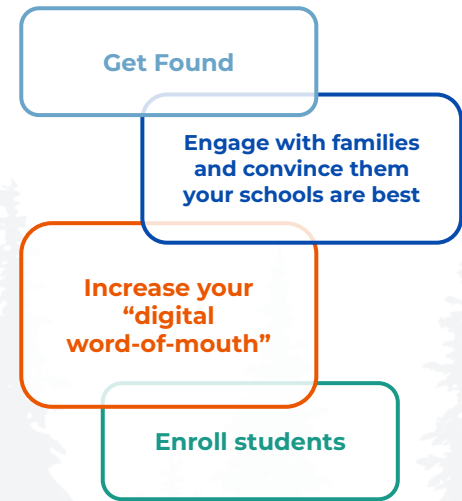 Get Found
Engage with families
and convince them
your schools are best
Increase your
“digital
word-of-mouth”
Enroll students